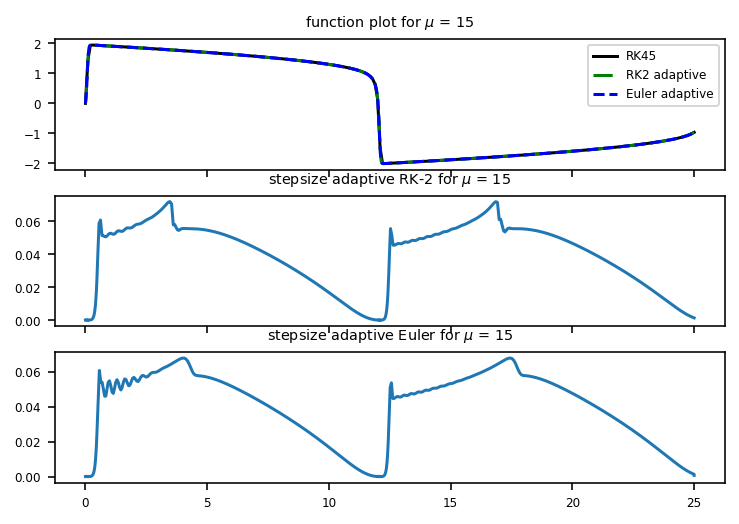 function plot for μ = 15
2
1
0
−1
−2
RK45
RK2 adaptive
Euler adaptive
stepsize adaptive RK-2 for μ = 15
0.06
0.04
0.02
0.00
stepsize adaptive Euler for μ = 15
0.06
0.04
0.02
0.00
0 5 10 15 20 25